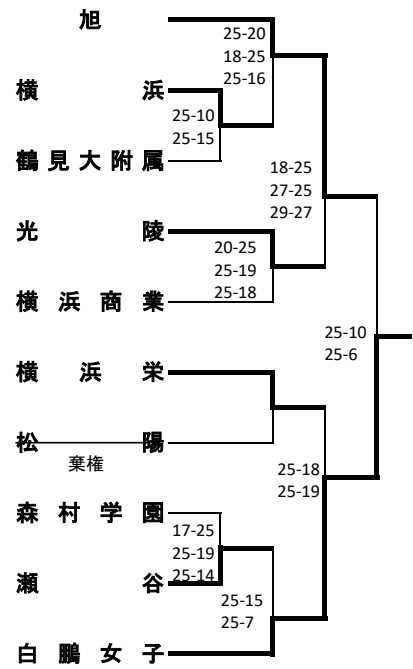 旭
25-20
18-25
25-16
横浜
25-10
25-15
鶴見大附属
18-25
27-25
29-27
光陵
20-25
25-19
25-18
横浜商業
25-10
25-6
横浜栄
松陽
棄権
25-18
25-19
森村学園
17-25
25-19
25-14
瀬谷
25-15
25-7
白鵬女子